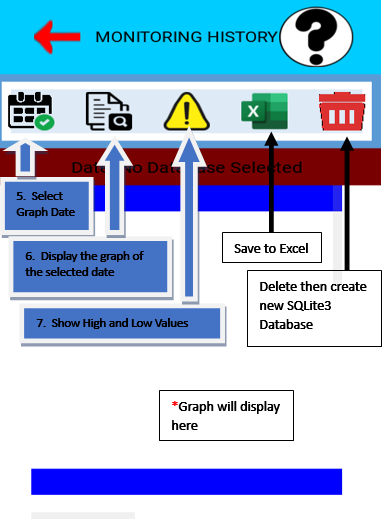 MONITORING HISTORY
?
X
Date: No Database Selected
5. Select
Graph Date
6. Display the graph of
the selected date
7. Show High and Low Values
Save to Excel
Delete then create
new SQLite3
Database
*Graph will display
here